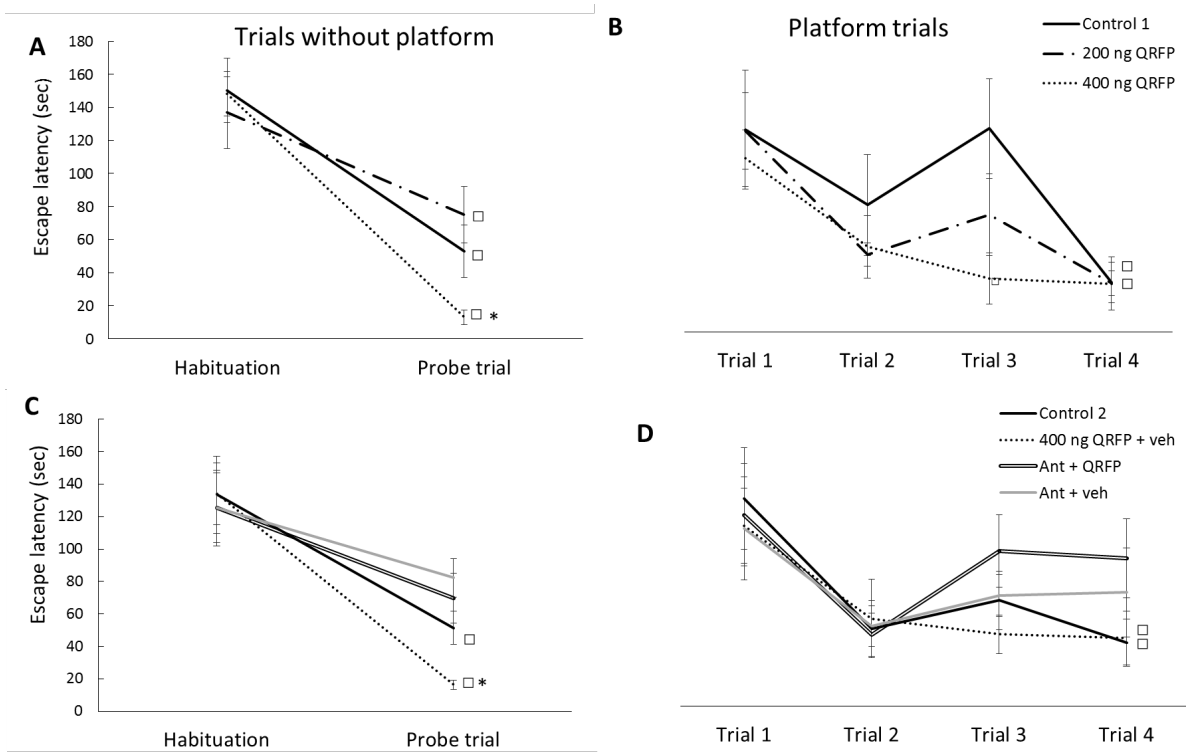 A
Trials without platform
Escape latency (sec)
180
160
140
120
100
80
60
40
20
0
*
Habituation
Probe trial
B
Platform trials
Control 1
200 ng QRFP
400 ng QRFP
Trial 1
Trial 2
Trial 3
Trial 4
C
Escape latency (sec)
180
160
140
120
100
80
60
40
20
0
*
Habituation
Probe trial
D
Control 2
400 ng QRFP + veh
Ant + QRFP
Ant + veh
Trial 1
Trial 2
Trial 3
Trial 4